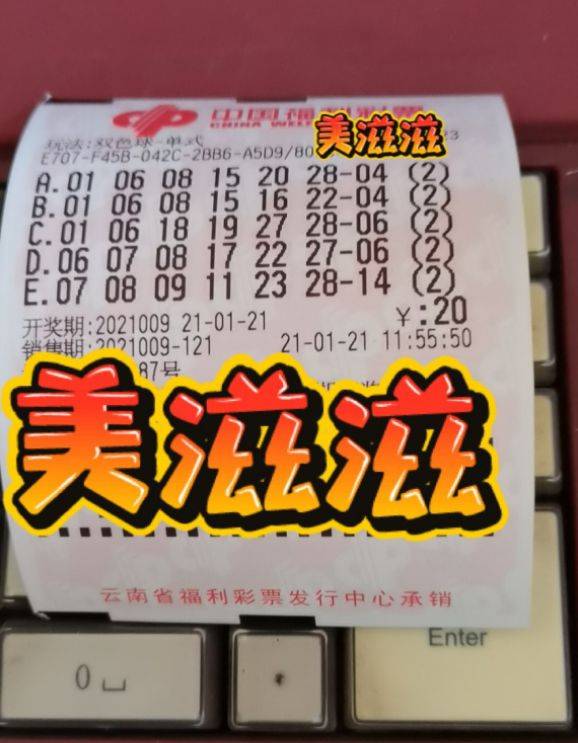 中国福利彩票
CHINA WEL
美滋滋
玩法:双色球-单式
E707-F45B-042C-2BB6-A5D9/80
A.01 06 08 15 20 28-04 (2)
B.01 06 08 15 16 22-04 (2)
C.01 06 18 19 27 28-06 (2)
D.06 07 08 17 22 27-06 (2)
E.07 08 09 11 23 28-14 (2)
¥:20
开奖期:2021009 21-01-21
销售期:2021009-121 21-01-21 11:55:50
87号
美滋滋
云南省福利彩票发行中心承销
Enter
0